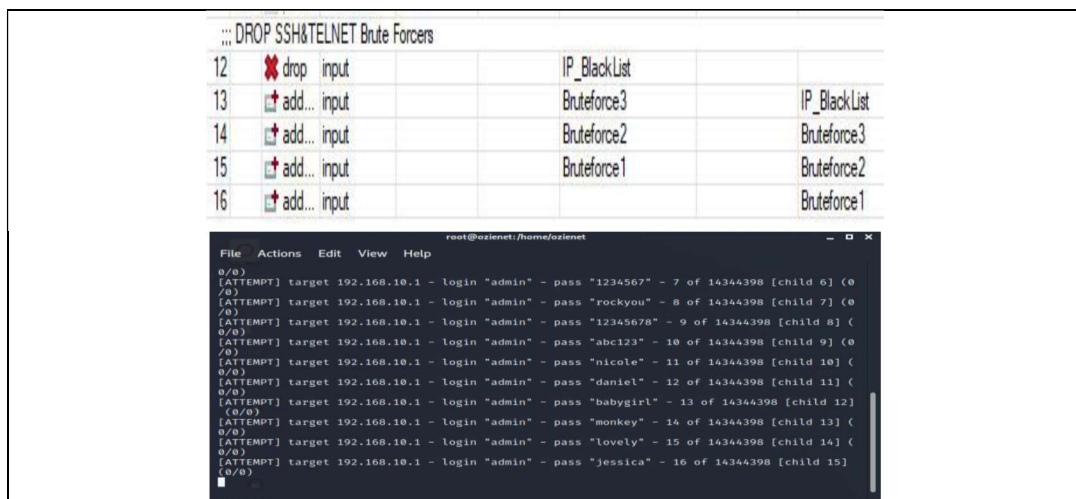 ;;; DROP SSH&TELNET Brute Forcers
12 drop input IP_BlackList
13 add... input Bruteforce3 IP_BlackList
14 add... input Bruteforce2 Bruteforce3
15 add... input Bruteforce1 Bruteforce2
16 add... input Bruteforce1
root@ozienet:/home/ozienet
File Actions Edit View Help
0/0)
[ATTEMPT] target 192.168.10.1 - login "admin" - pass "1234567" - 7 of 14344398 [child 6] (0
/0)
[ATTEMPT] target 192.168.10.1 - login "admin" - pass "rockyou" - 8 of 14344398 [child 7] (0
/0)
[ATTEMPT] target 192.168.10.1 - login "admin" - pass "12345678" - 9 of 14344398 [child 8] (
0/0)
[ATTEMPT] target 192.168.10.1 - login "admin" - pass "abc123" - 10 of 14344398 [child 9] (0
/0)
[ATTEMPT] target 192.168.10.1 - login "admin" - pass "nicole" - 11 of 14344398 [child 10] (
0/0)
[ATTEMPT] target 192.168.10.1 - login "admin" - pass "daniel" - 12 of 14344398 [child 11] (
0/0)
[ATTEMPT] target 192.168.10.1 - login "admin" - pass "babygirl" - 13 of 14344398 [child 12]
(0/0)
[ATTEMPT] target 192.168.10.1 - login "admin" - pass "monkey" - 14 of 14344398 [child 13] (
0/0)
[ATTEMPT] target 192.168.10.1 - login "admin" - pass "lovely" - 15 of 14344398 [child 14] (
0/0)
[ATTEMPT] target 192.168.10.1 - login "admin" - pass "jessica" - 16 of 14344398 [child 15]
(0/0)